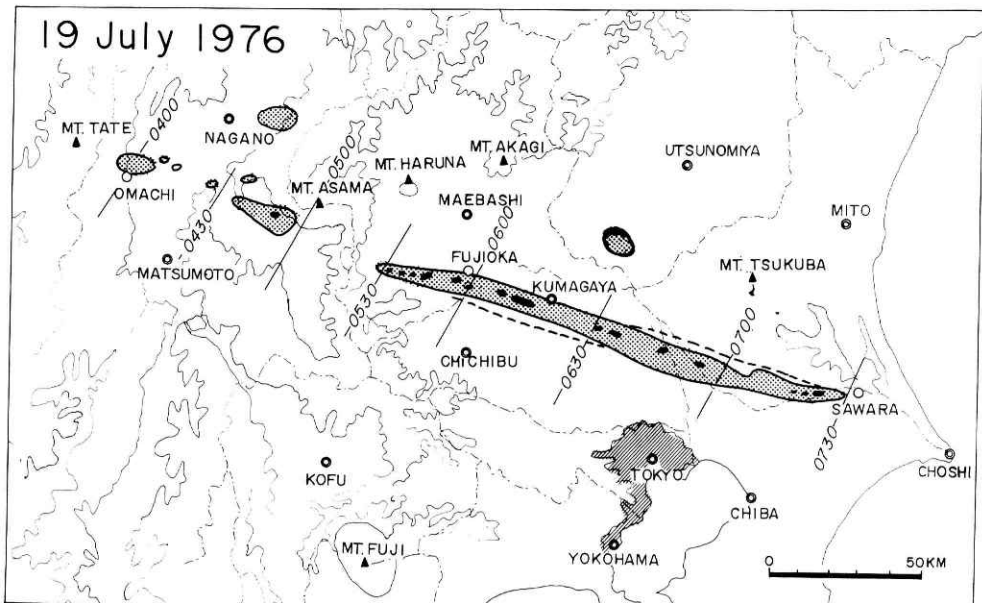 19 July 1976
MT. TATE
0400
NAGANO
OMACHI
0430
MATSUMOTO
0500
MT. ASAMA
MT. HARUNA
MT. AKAGI
MAEBASHI
UTSUNOMIYA
MITO
0530
FUJIOKA
0600
KUMAGAYA
MT. TSUKUBA
CHICHIBU
0630
0700
SAWARA
0730
KOFU
TOKYO
CHOSHI
CHIBA
MT. FUJI
YOKOHAMA
0
50KM